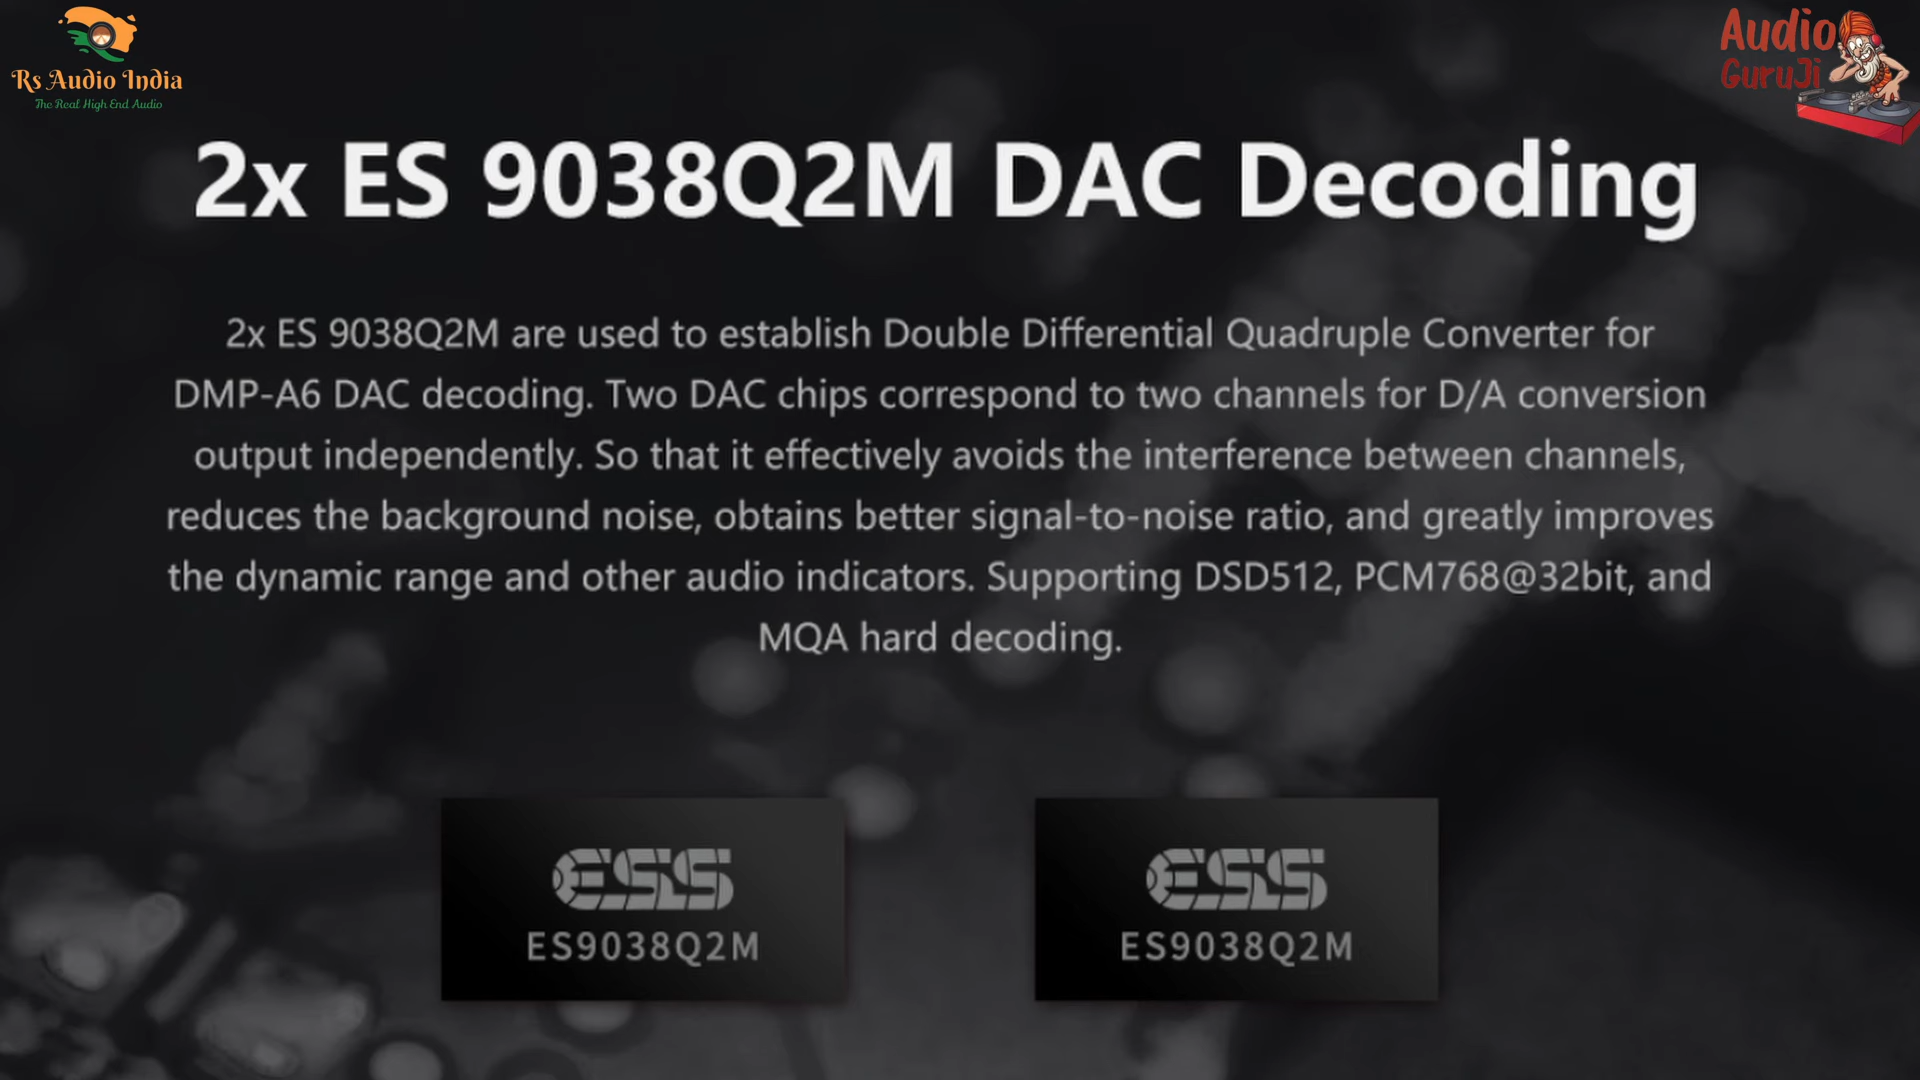 Rs Audio India
The Real High End Audio
Audio
GuruJi
2x ES 9038Q2M DAC Decoding
2x ES 9038Q2M are used to establish Double Differential Quadruple Converter for
DMP-A6 DAC decoding. Two DAC chips correspond to two channels for D/A conversion
output independently. So that it effectively avoids the interference between channels,
reduces the background noise, obtains better signal-to-noise ratio, and greatly improves
the dynamic range and other audio indicators. Supporting DSD512, PCM768@32bit, and
MQA hard decoding.
ESS
ES9038Q2M
ESS
ES9038Q2M